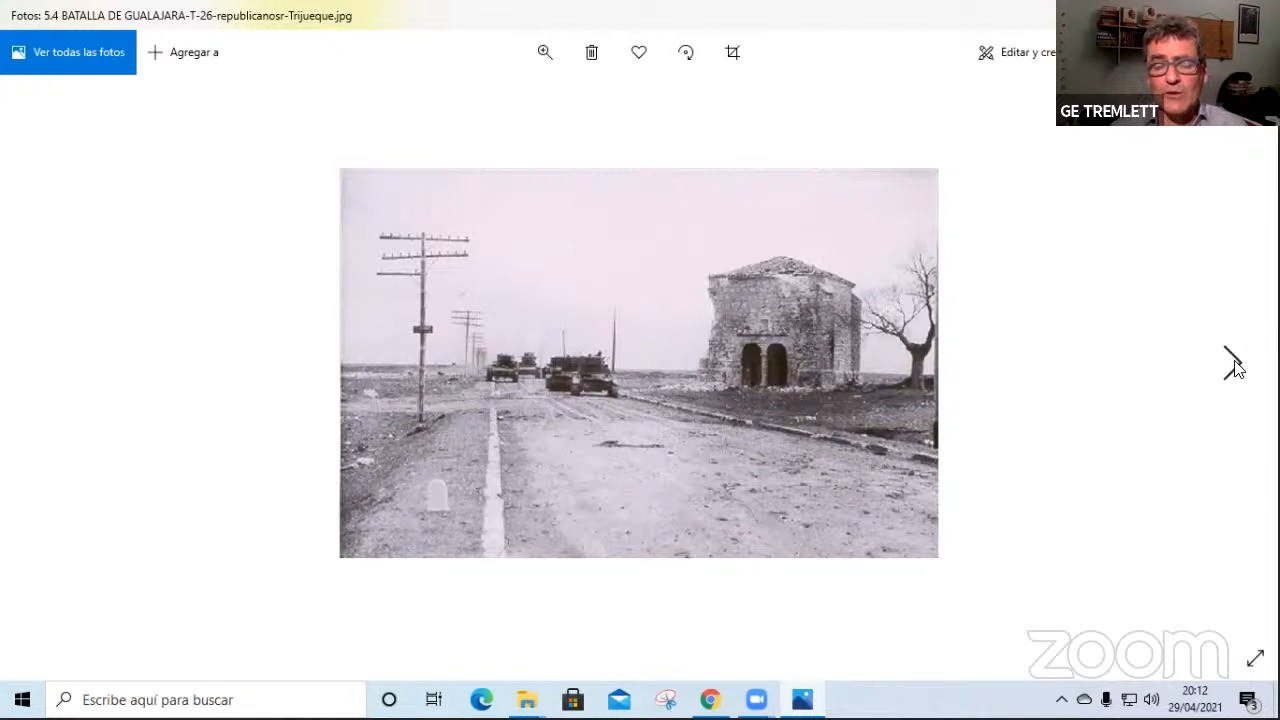 Fotos: 5.4 BATALLA DE GUALAJARA-T-26-republicanosr-Trijueque.jpg
Ver todas las fotos
Agregar a
Editar y cre
GE TREMLETT
zoom
Escribe aquí para buscar
20:12
29/04/2021
3